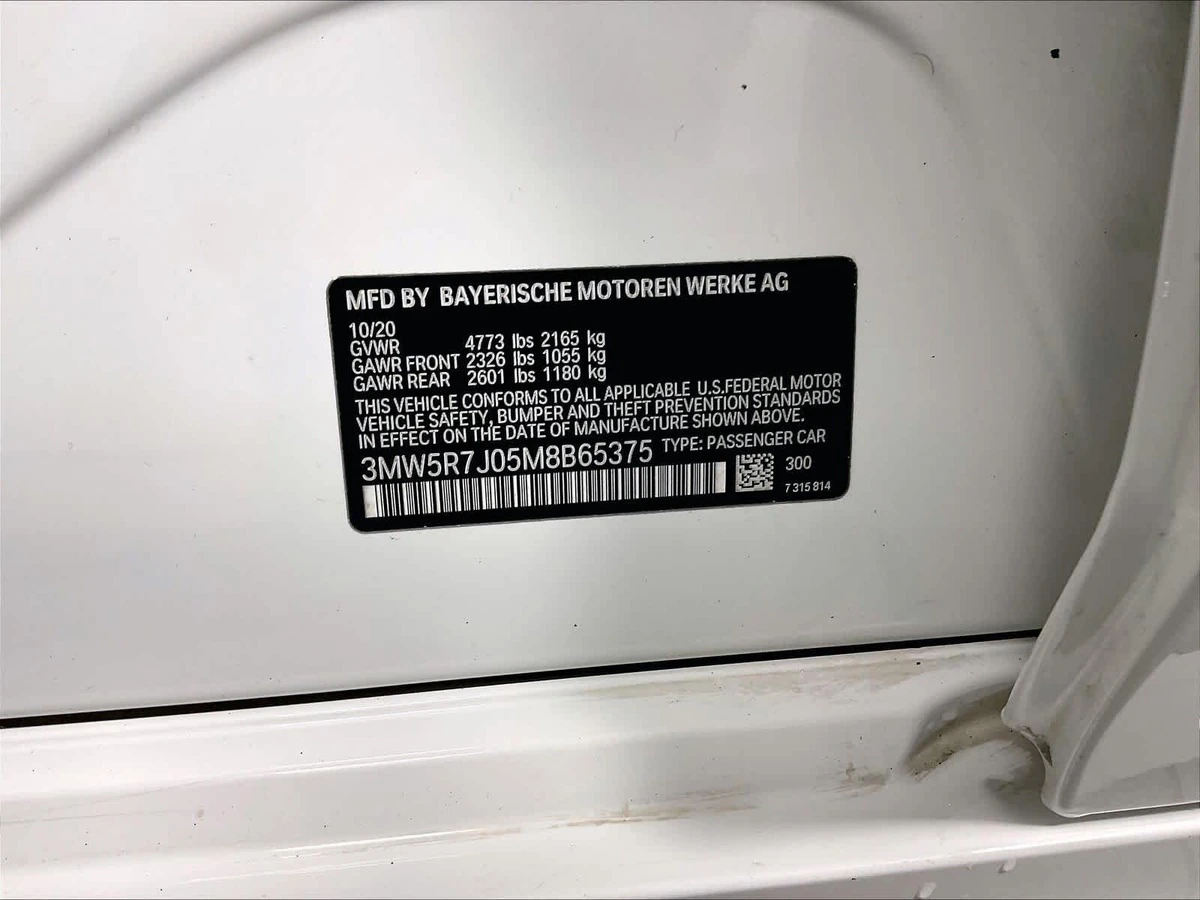 MFD BY BAYERISCHE MOTOREN WERKE AG
10/20
GVWR 4773 lbs 2165 kg
GAWR FRONT 2326 lbs 1055 kg
GAWR REAR 2601 lbs 1180 kg
THIS VEHICLE CONFORMS TO ALL APPLICABLE U.S.FEDERAL MOTOR
VEHICLE SAFETY, BUMPER AND THEFT PREVENTION STANDARDS
IN EFFECT ON THE DATE OF MANUFACTURE SHOWN ABOVE.
3MW5R7J05M8B65375 TYPE: PASSENGER CAR
300
7 315 814